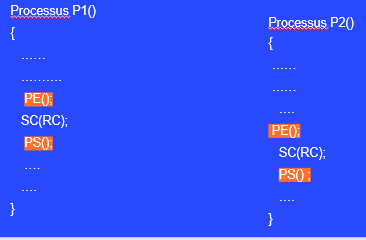 Processus P1()
{
......
..........
PE();
SC(RC);
PS();
....
....
}
Processus P2()
{
......
......
....
PE();
SC(RC);
PS() ;
....
}